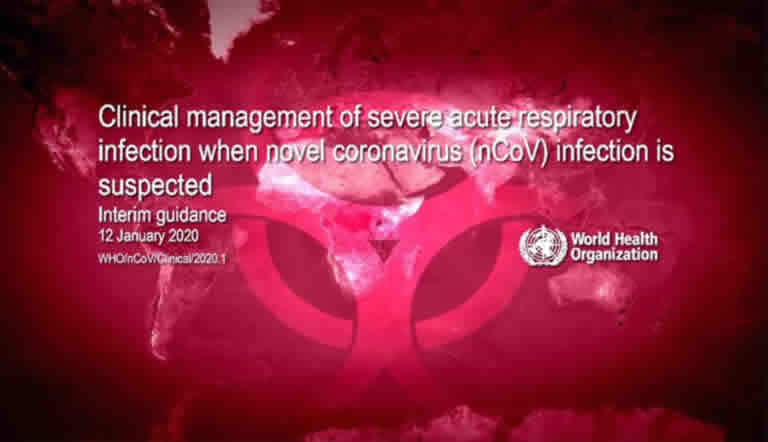 Clinical management of severe acute respiratory
infection when novel coronavirus (nCoV) infection is
suspected
Interim guidance
12 January 2020
WHO/nCoV/Clinical/2020.1
World Health
Organization